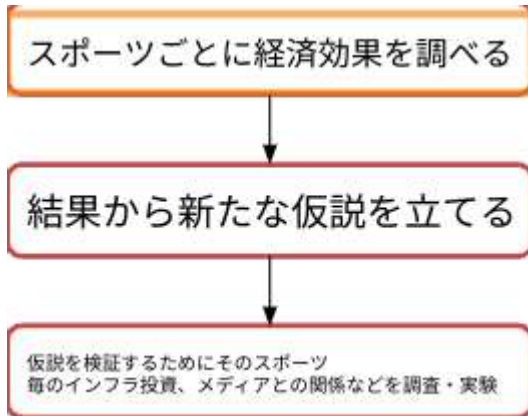 スポーツごとに経済効果を調べる
結果から新たな仮説を立てる
仮説を検証するためにそのスポーツ
毎のインフラ投資、メディアとの関係などを調査・実験